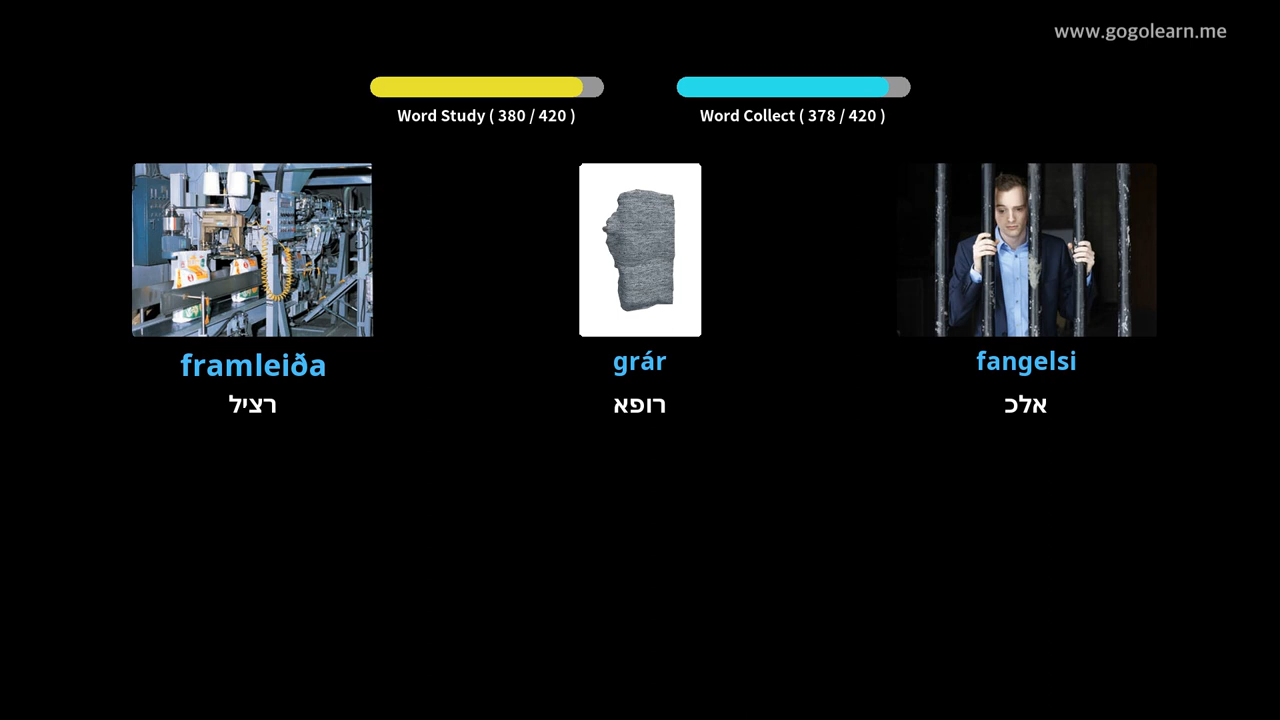 www.gogolearn.me
Word Study ( 380 / 420 )
Word Collect ( 378 / 420 )
framleiða
רציל
grár
רופא
fangelsi
אלכ